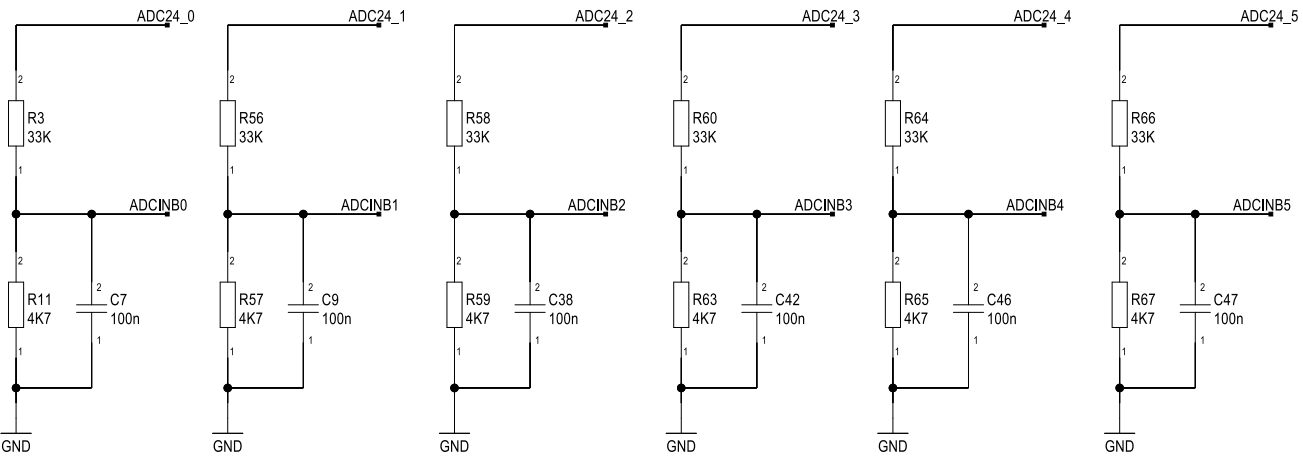 ADC24_0 ADC24_1 ADC24_2 ADC24_3 ADC24_4 ADC24_5
2 2 2 2 2 2
R3 R56 R58 R60 R64 R66
33K 33K 33K 33K 33K 33K
1 1 1 1 1 1
ADCINB0 ADCINB1 ADCINB2 ADCINB3 ADCINB4 ADCINB5
2 2 2 2 2 2
2 2 2 2 2 2
R11 C7 R57 C9 R59 C38 R63 C42 R65 C46 R67 C47
4K7 100n 4K7 100n 4K7 100n 4K7 100n 4K7 100n 4K7 100n
1 1 1 1 1 1
1 1 1 1 1 1
GND GND GND GND GND GND